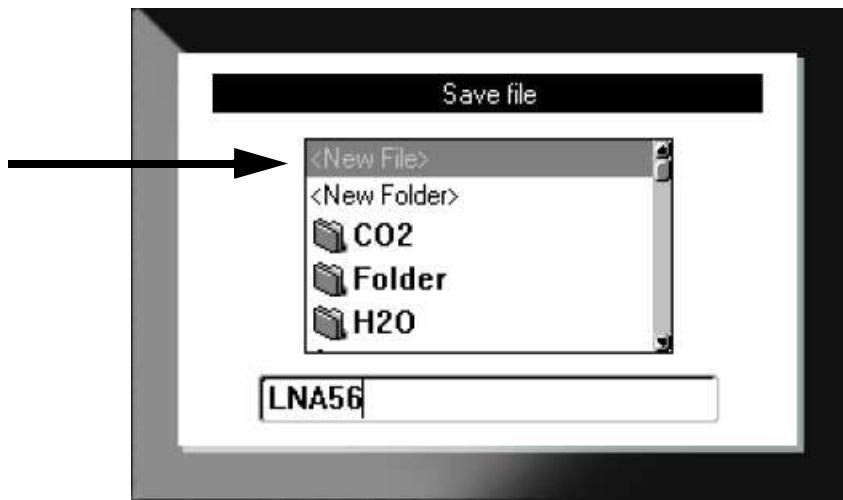 Save file
<New File>
<New Folder>
CO2
Folder
H2O
LNA56